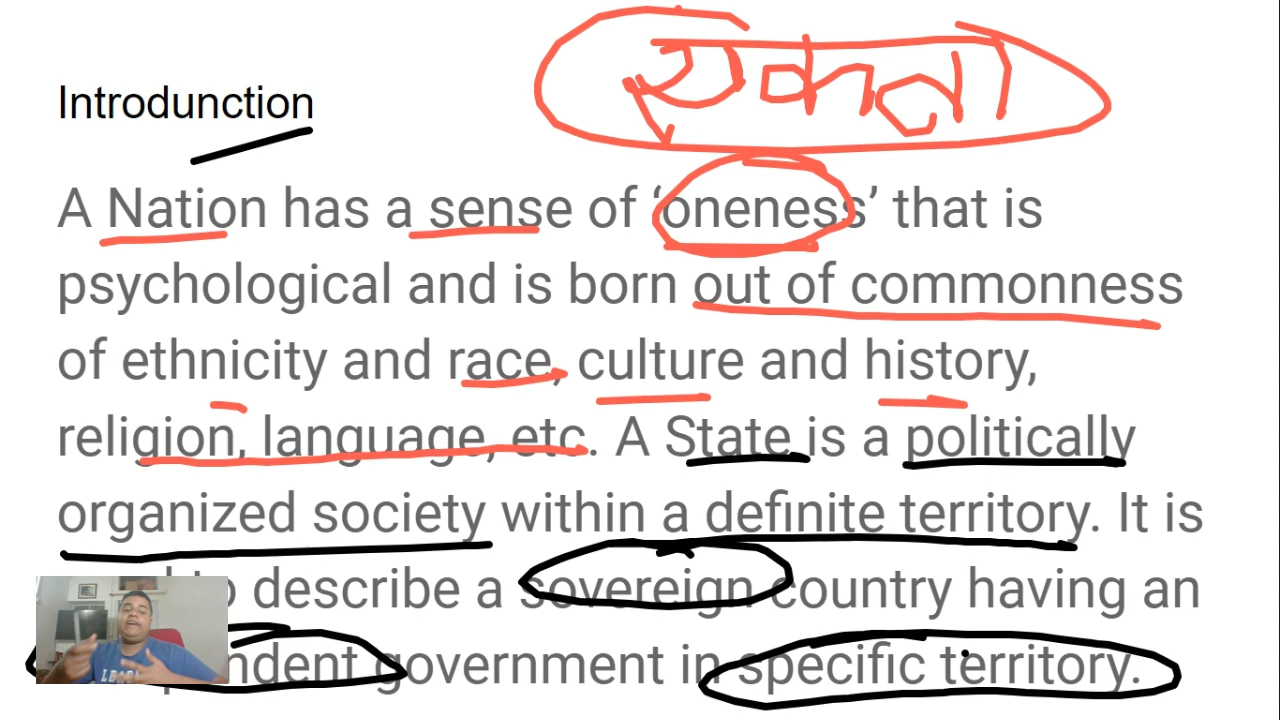 एकता
Introdunction
A Nation has a sense of ‘oneness’ that is
psychological and is born out of commonness
of ethnicity and race, culture and history,
religion, language, etc. A State is a politically
organized society within a definite territory. It is
to describe a sovereign country having an
government in specific territory.